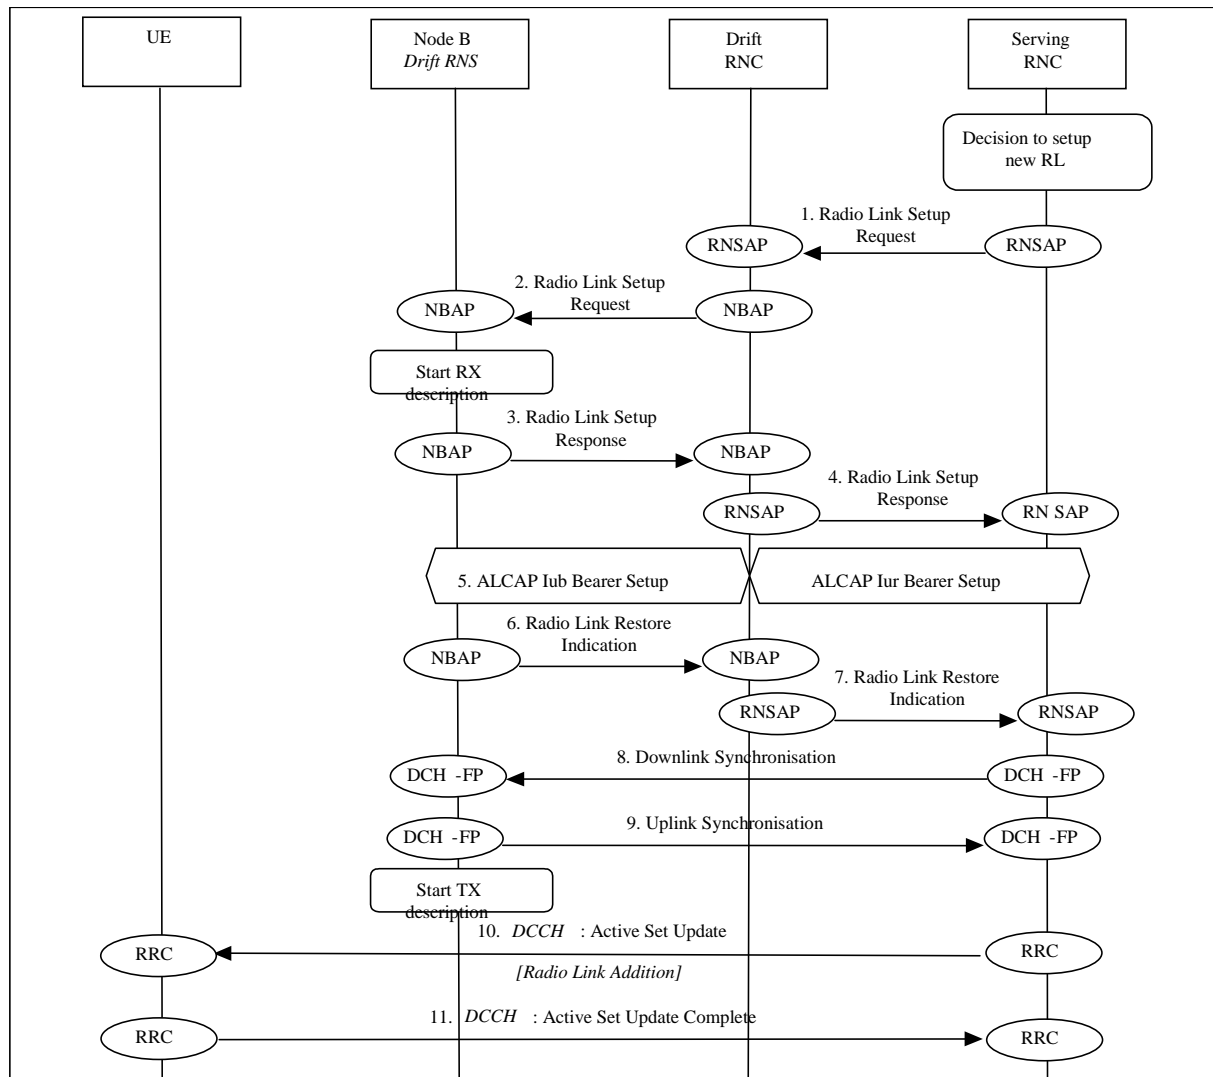 UE
Node B
Drift RNS
Drift
RNC
Serving
RNC
Decision to setup
new RL
1. Radio Link Setup
Request
RNSAP
RNSAP
2. Radio Link Setup
Request
NBAP
NBAP
Start RX
description
3. Radio Link Setup
Response
NBAP
NBAP
4. Radio Link Setup
Response
RNSAP
RN SAP
5. ALCAP Iub Bearer Setup
ALCAP Iur Bearer Setup
6. Radio Link Restore
Indication
NBAP
NBAP
7. Radio Link Restore
Indication
RNSAP
RNSAP
8. Downlink Synchronisation
DCH -FP
DCH -FP
9. Uplink Synchronisation
DCH -FP
DCH -FP
Start TX
description
10. DCCH : Active Set Update
RRC
RRC
[Radio Link Addition]
11. DCCH : Active Set Update Complete
RRC
RRC